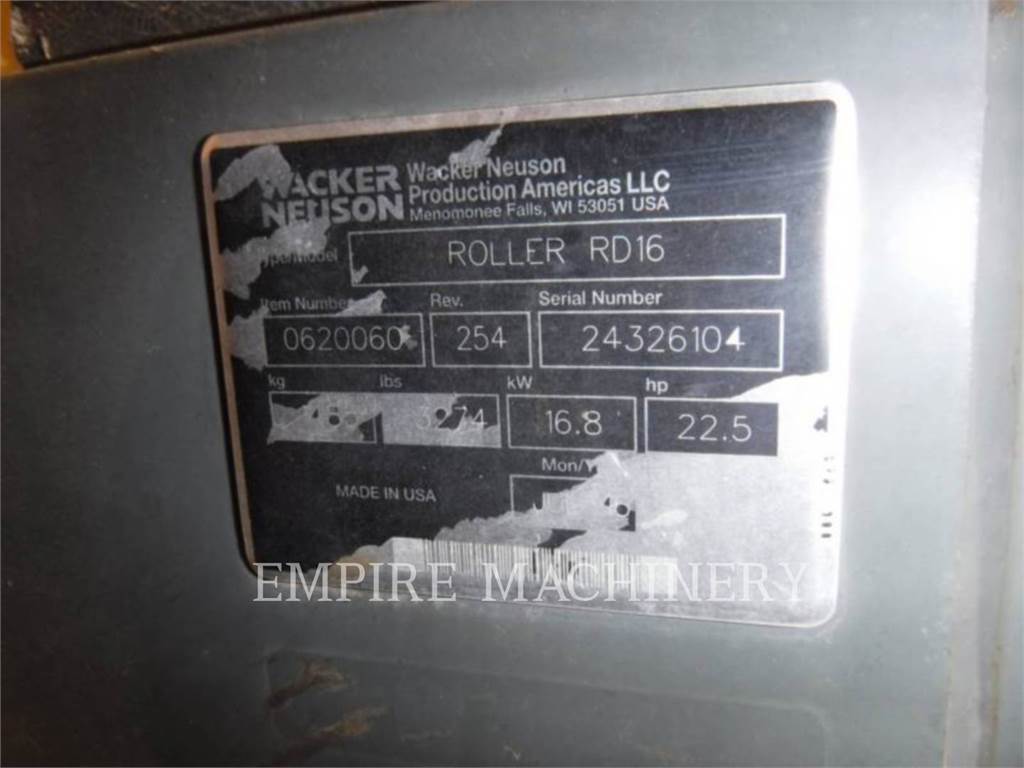 WACKER
NEUSON
Wacker Neuson
Production Americas LLC
Menomonee Falls, WI 53051 USA
ROLLER RD16
Item Number Rev. Serial Number
0620060 254 24326104
kg lbs kW hp
3274 16.8 22.5
MADE IN USA
EMPIRE MACHINERY